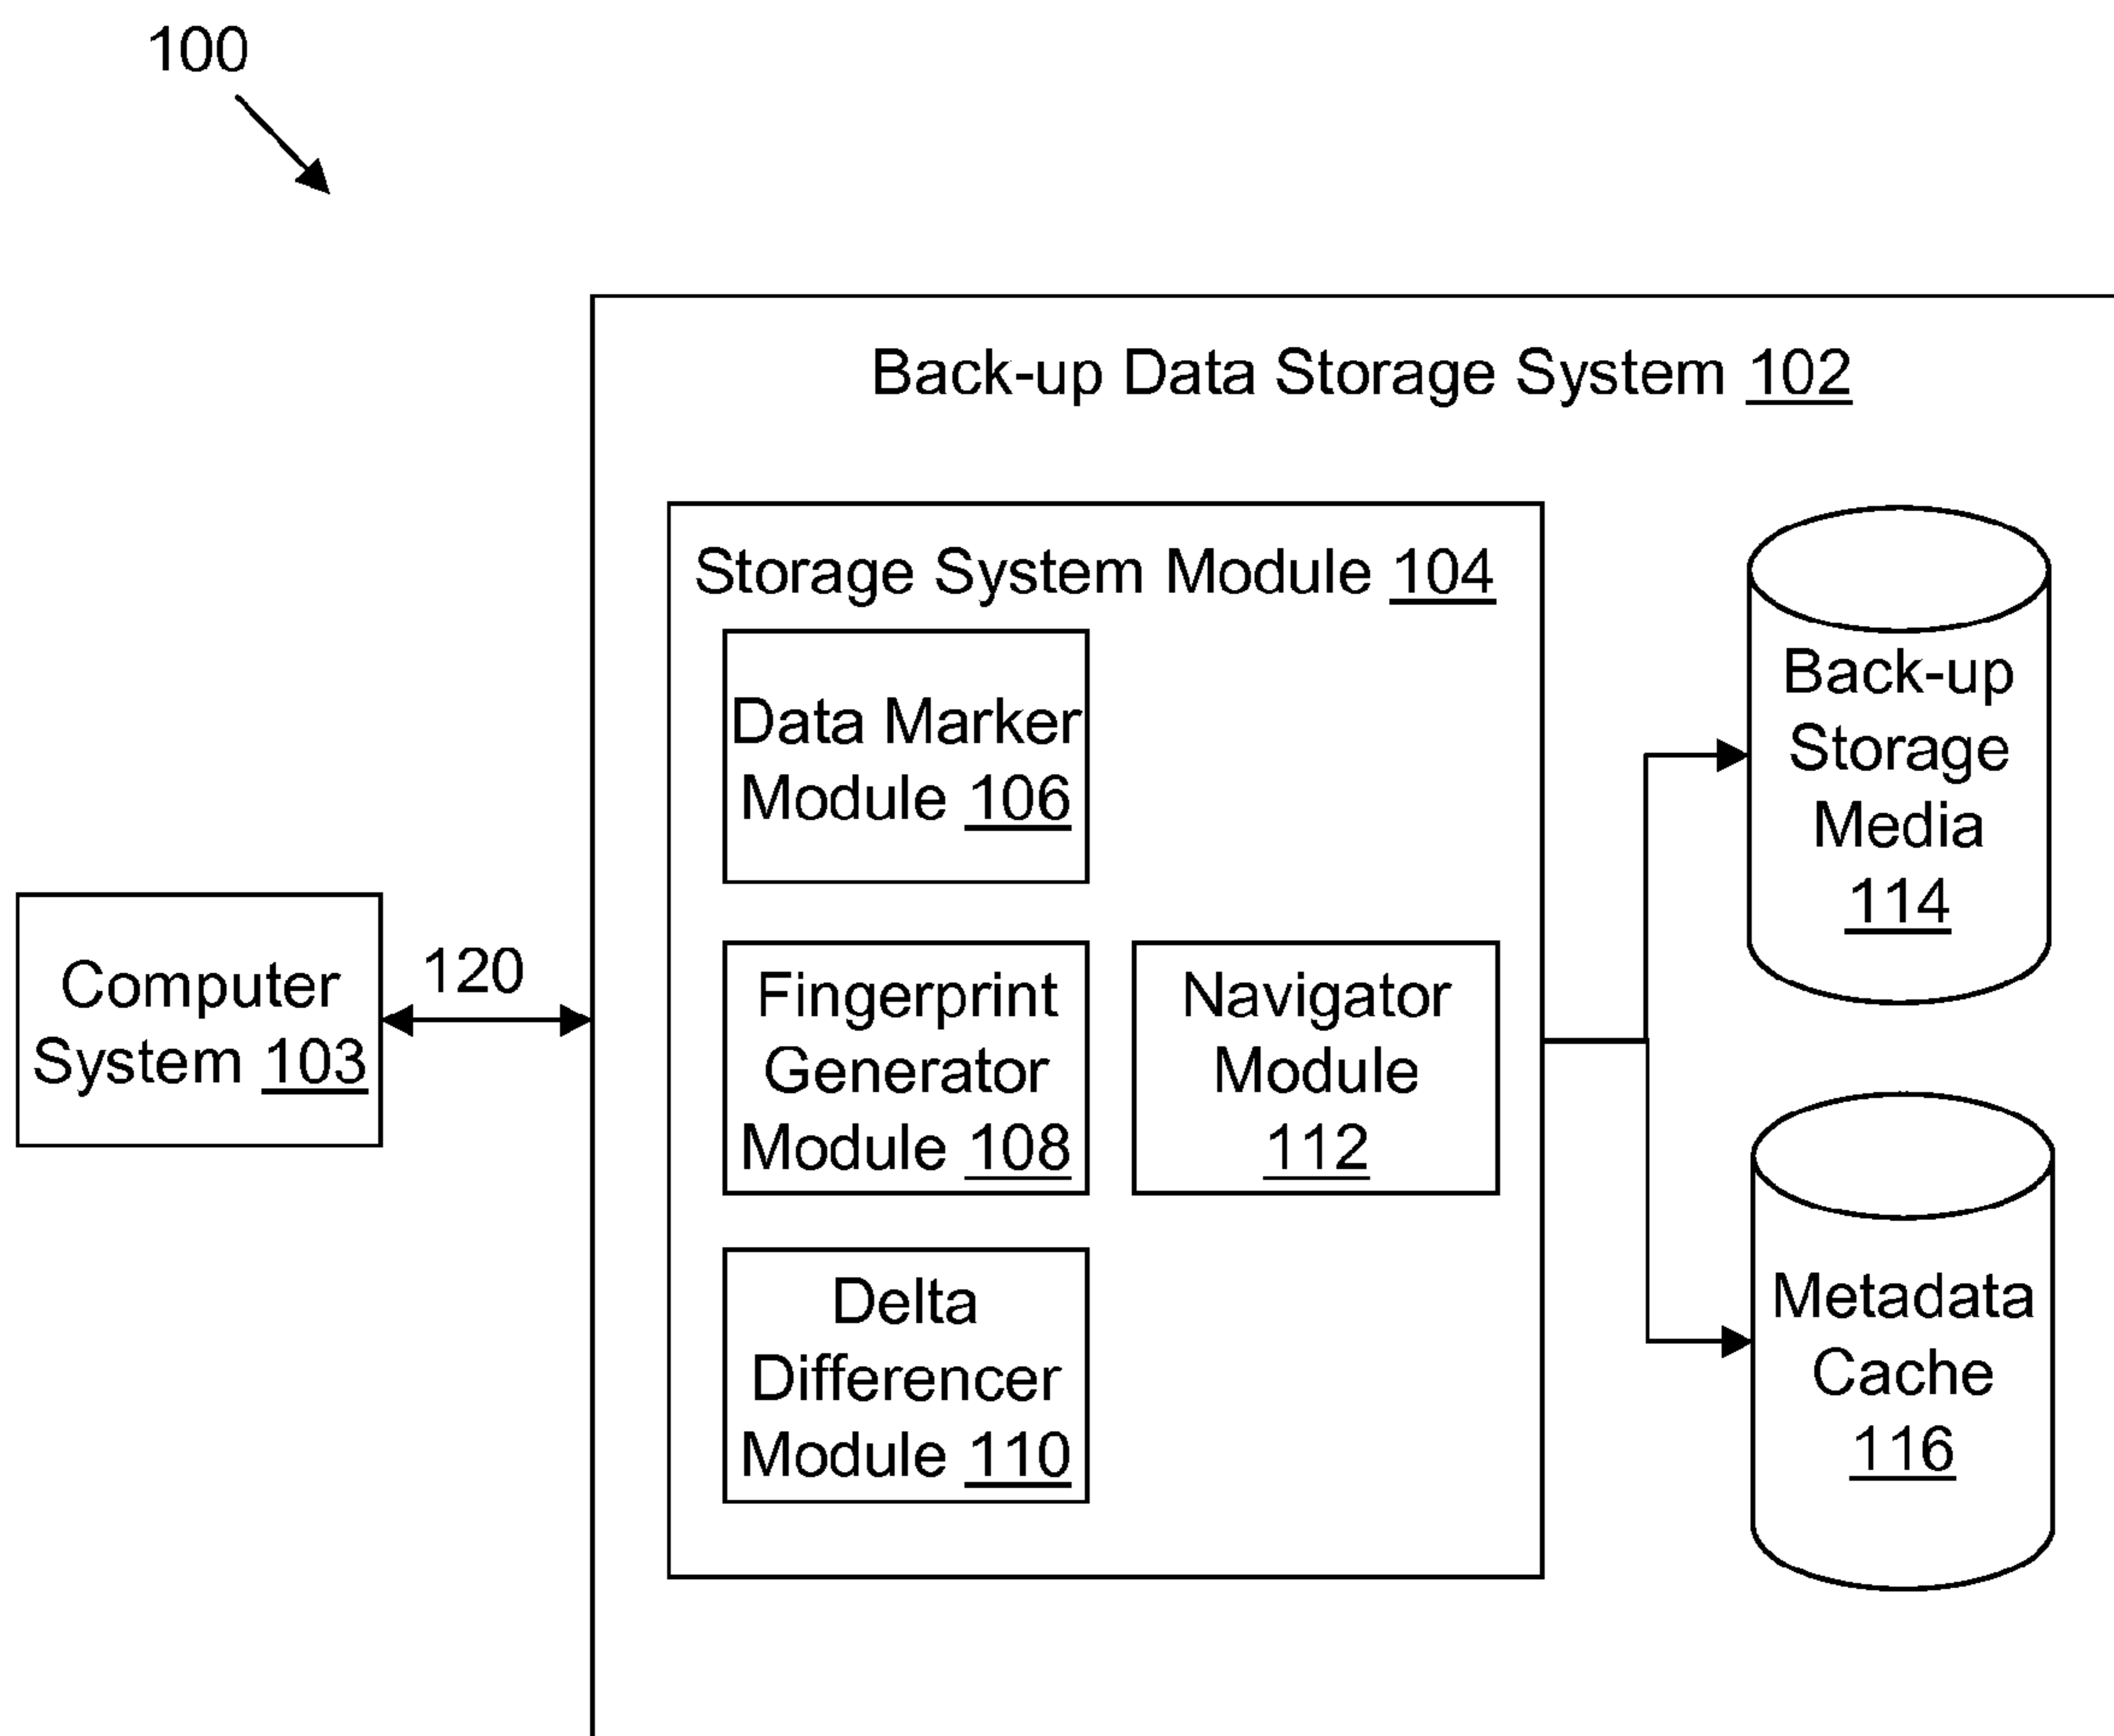 100
Back-up Data Storage System 102
Storage System Module 104
Data Marker
Module 106
Computer
System 103
120
Fingerprint
Generator
Module 108
Navigator
Module
112
Delta
Differencer
Module 110
Back-up
Storage
Media
114
Metadata
Cache
116